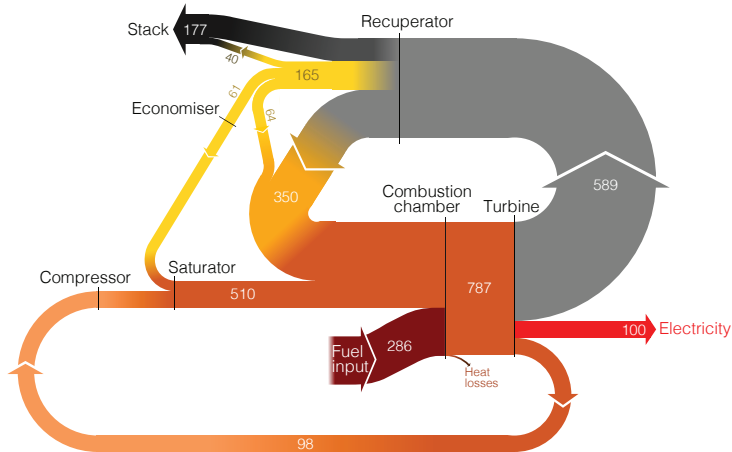 Recuperator
Stack
177
40
165
61
64
Economiser
350
Combustion
chamber
Turbine
589
Compressor
Saturator
510
787
100
Electricity
Fuel
input
286
Heat
losses
98